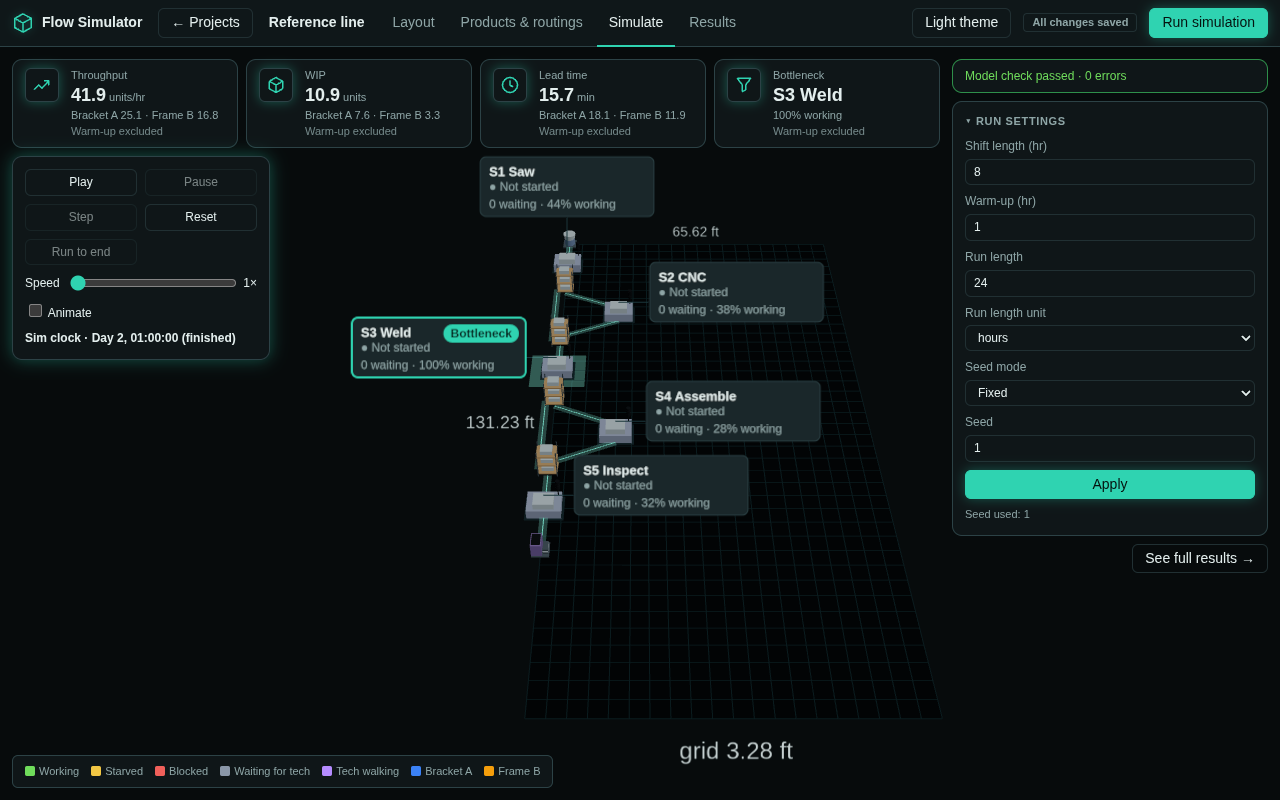 Flow Simulator
← Projects
Reference line
Layout
Products & routings
Simulate
Results
Light theme
All changes saved
Run simulation
Throughput
41.9 units/hr
Bracket A 25.1 · Frame B 16.8
Warm-up excluded
WIP
10.9 units
Bracket A 7.6 · Frame B 3.3
Warm-up excluded
Lead time
15.7 min
Bracket A 18.1 · Frame B 11.9
Warm-up excluded
Bottleneck
S3 Weld
100% working
Warm-up excluded
Play
Pause
Step
Reset
Run to end
Speed
1×
Animate
Sim clock · Day 2, 01:00:00 (finished)
S1 Saw
● Not started
0 waiting · 44% working
65.62 ft
S2 CNC
● Not started
0 waiting · 38% working
S3 Weld
Bottleneck
● Not started
0 waiting · 100% working
S4 Assemble
● Not started
0 waiting · 28% working
131.23 ft
S5 Inspect
● Not started
0 waiting · 32% working
grid 3.28 ft
Working
Starved
Blocked
Waiting for tech
Tech walking
Bracket A
Frame B
Model check passed · 0 errors
▾ RUN SETTINGS
Shift length (hr)
8
Warm-up (hr)
1
Run length
24
Run length unit
hours
Seed mode
Fixed
Seed
1
Apply
Seed used: 1
See full results →